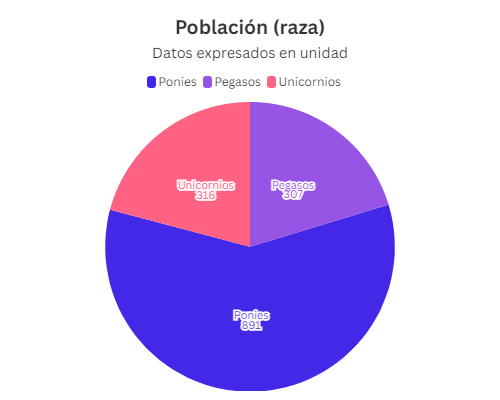 Población (raza)
Datos expresados en unidad
Ponies Pegasos Unicornios
Unicornios
316
Pegasos
307
Ponies
891